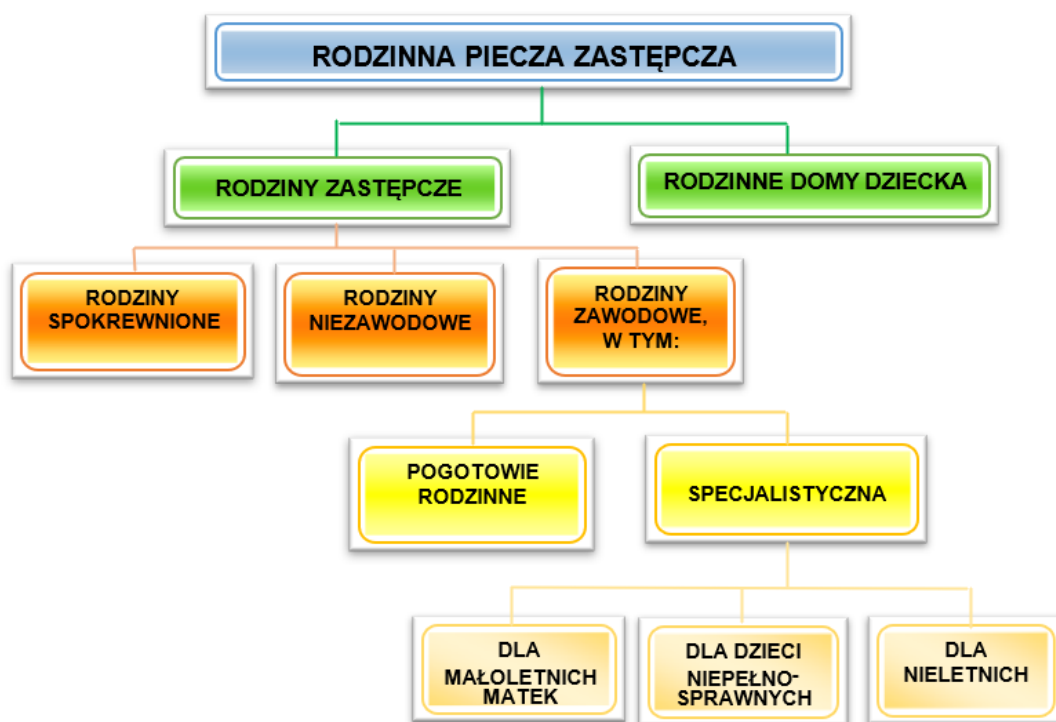 RODZINNA PIECZA ZASTĘPCZA
RODZINY ZASTĘPCZE
RODZINNE DOMY DZIECKA
RODZINY
SPOKREWNIONE
RODZINY
NIEZAWODOWE
RODZINY
ZAWODOWE,
W TYM:
POGOTOWIE
RODZINNE
SPECJALISTYCZNA
DLA
MAŁOLETNICH
MATEK
DLA DZIECI
NIEPEŁNO-
SPRAWNYCH
DLA
NIELETNICH